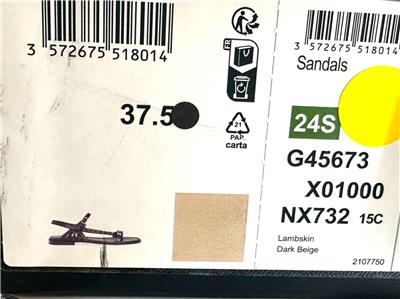 3 572675 518014
FR
37.5
21
PAP
carta
3 572675 518014
Sandals
24S
G45673
X01000
NX732 15C
Lambskin
Dark Beige
2107750